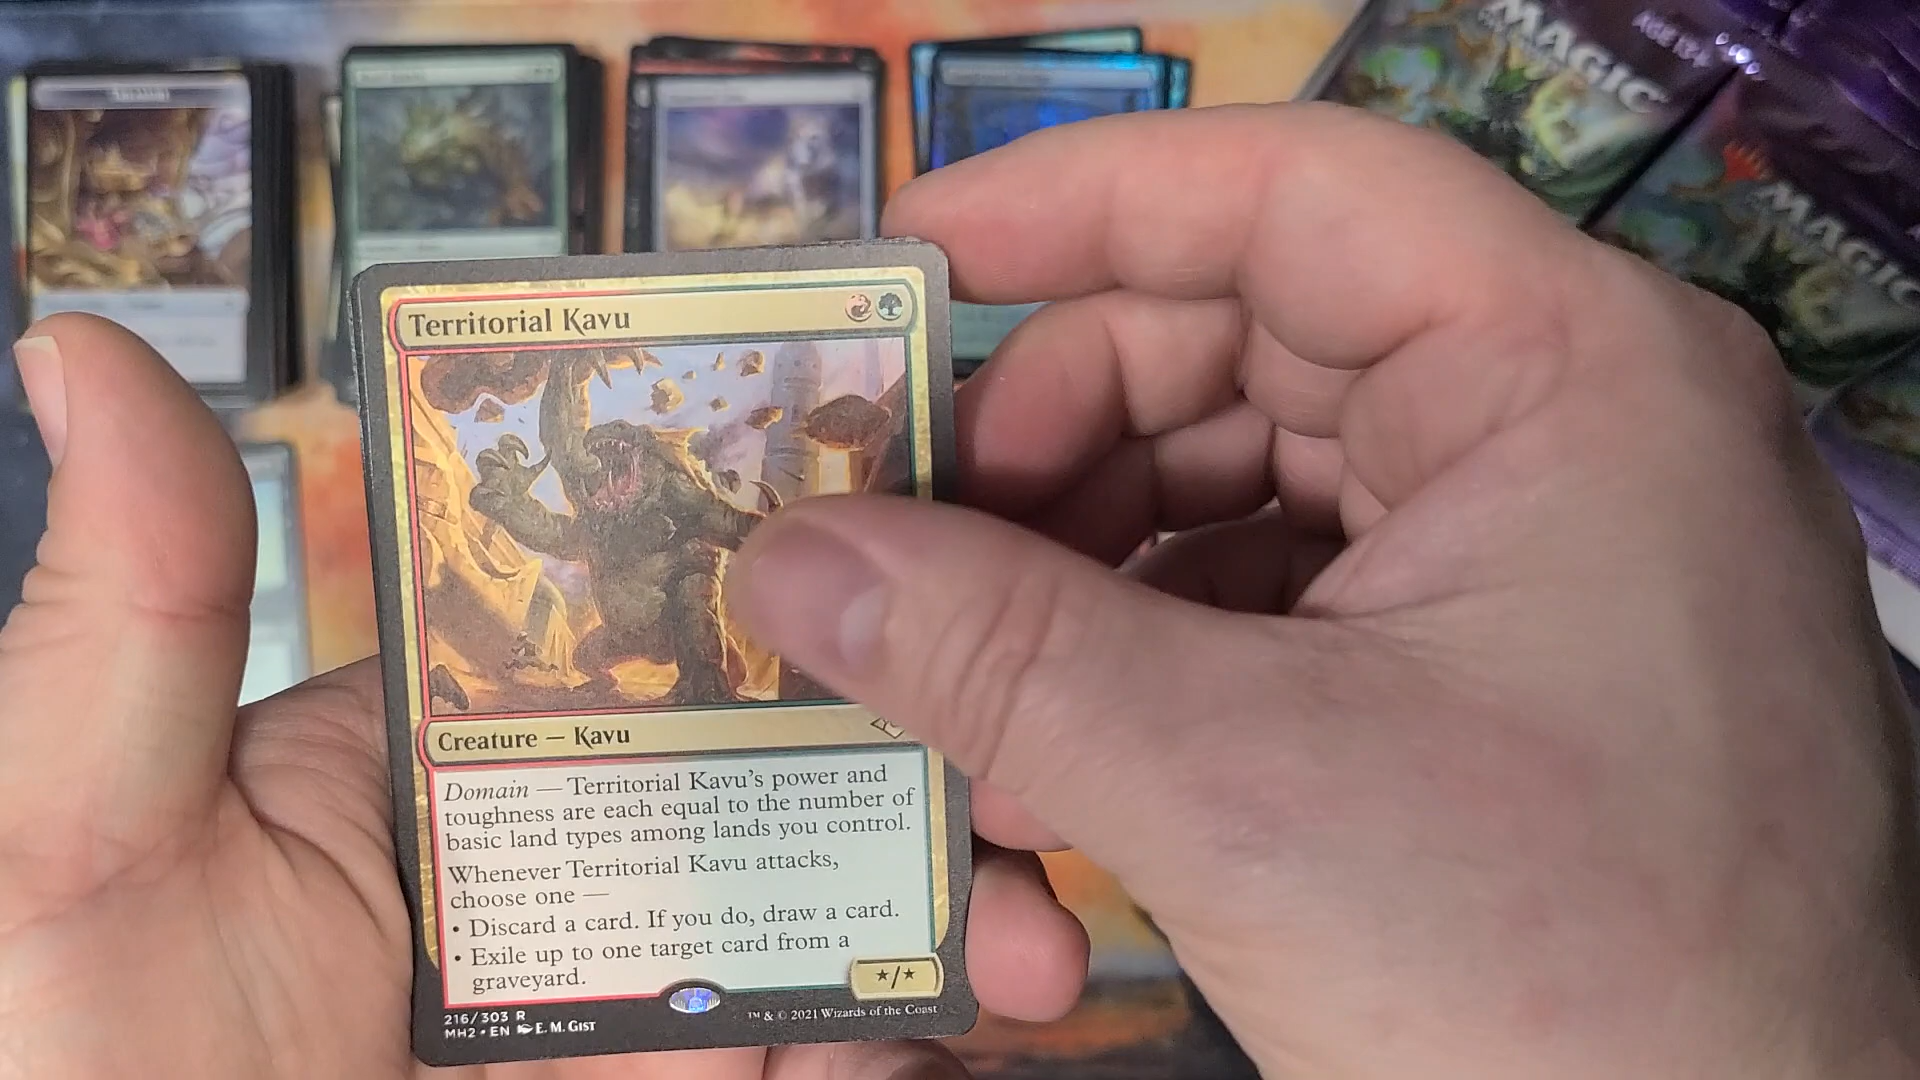 MAGIC
AGE 13+
MAGIC
Territorial Kavu
Creature — Kavu
Domain — Territorial Kavu's power and
toughness are each equal to the number of
basic land types among lands you control.
Whenever Territorial Kavu attacks,
choose one —
• Discard a card. If you do, draw a card.
• Exile up to one target card from a
graveyard.
★/★
216/303 R
MH2 • EN E. M. Gist
™ & © 2021 Wizards of the Coast